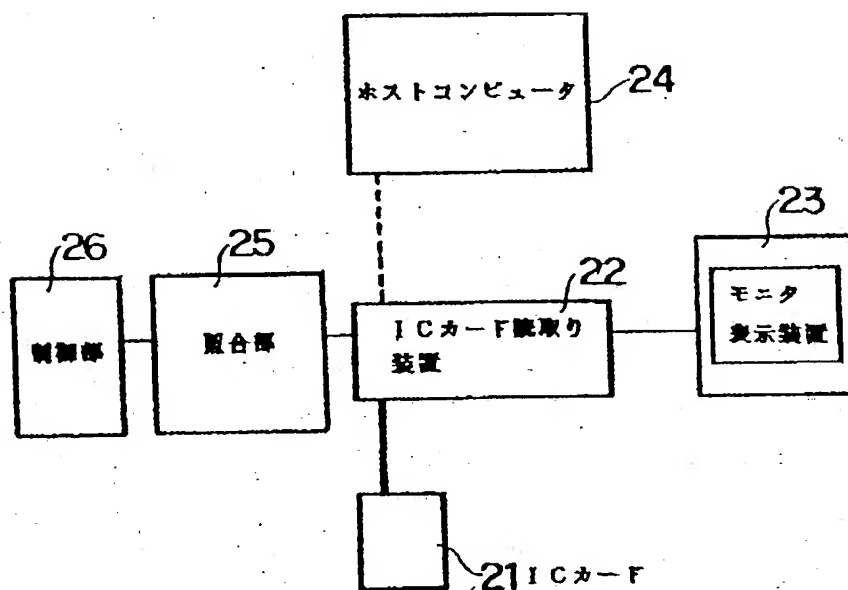 ホストコンピュータ
24
23
26
25
22
モニタ
表示装置
制御部
照合部
ICカード読取り
装置
21 ICカード